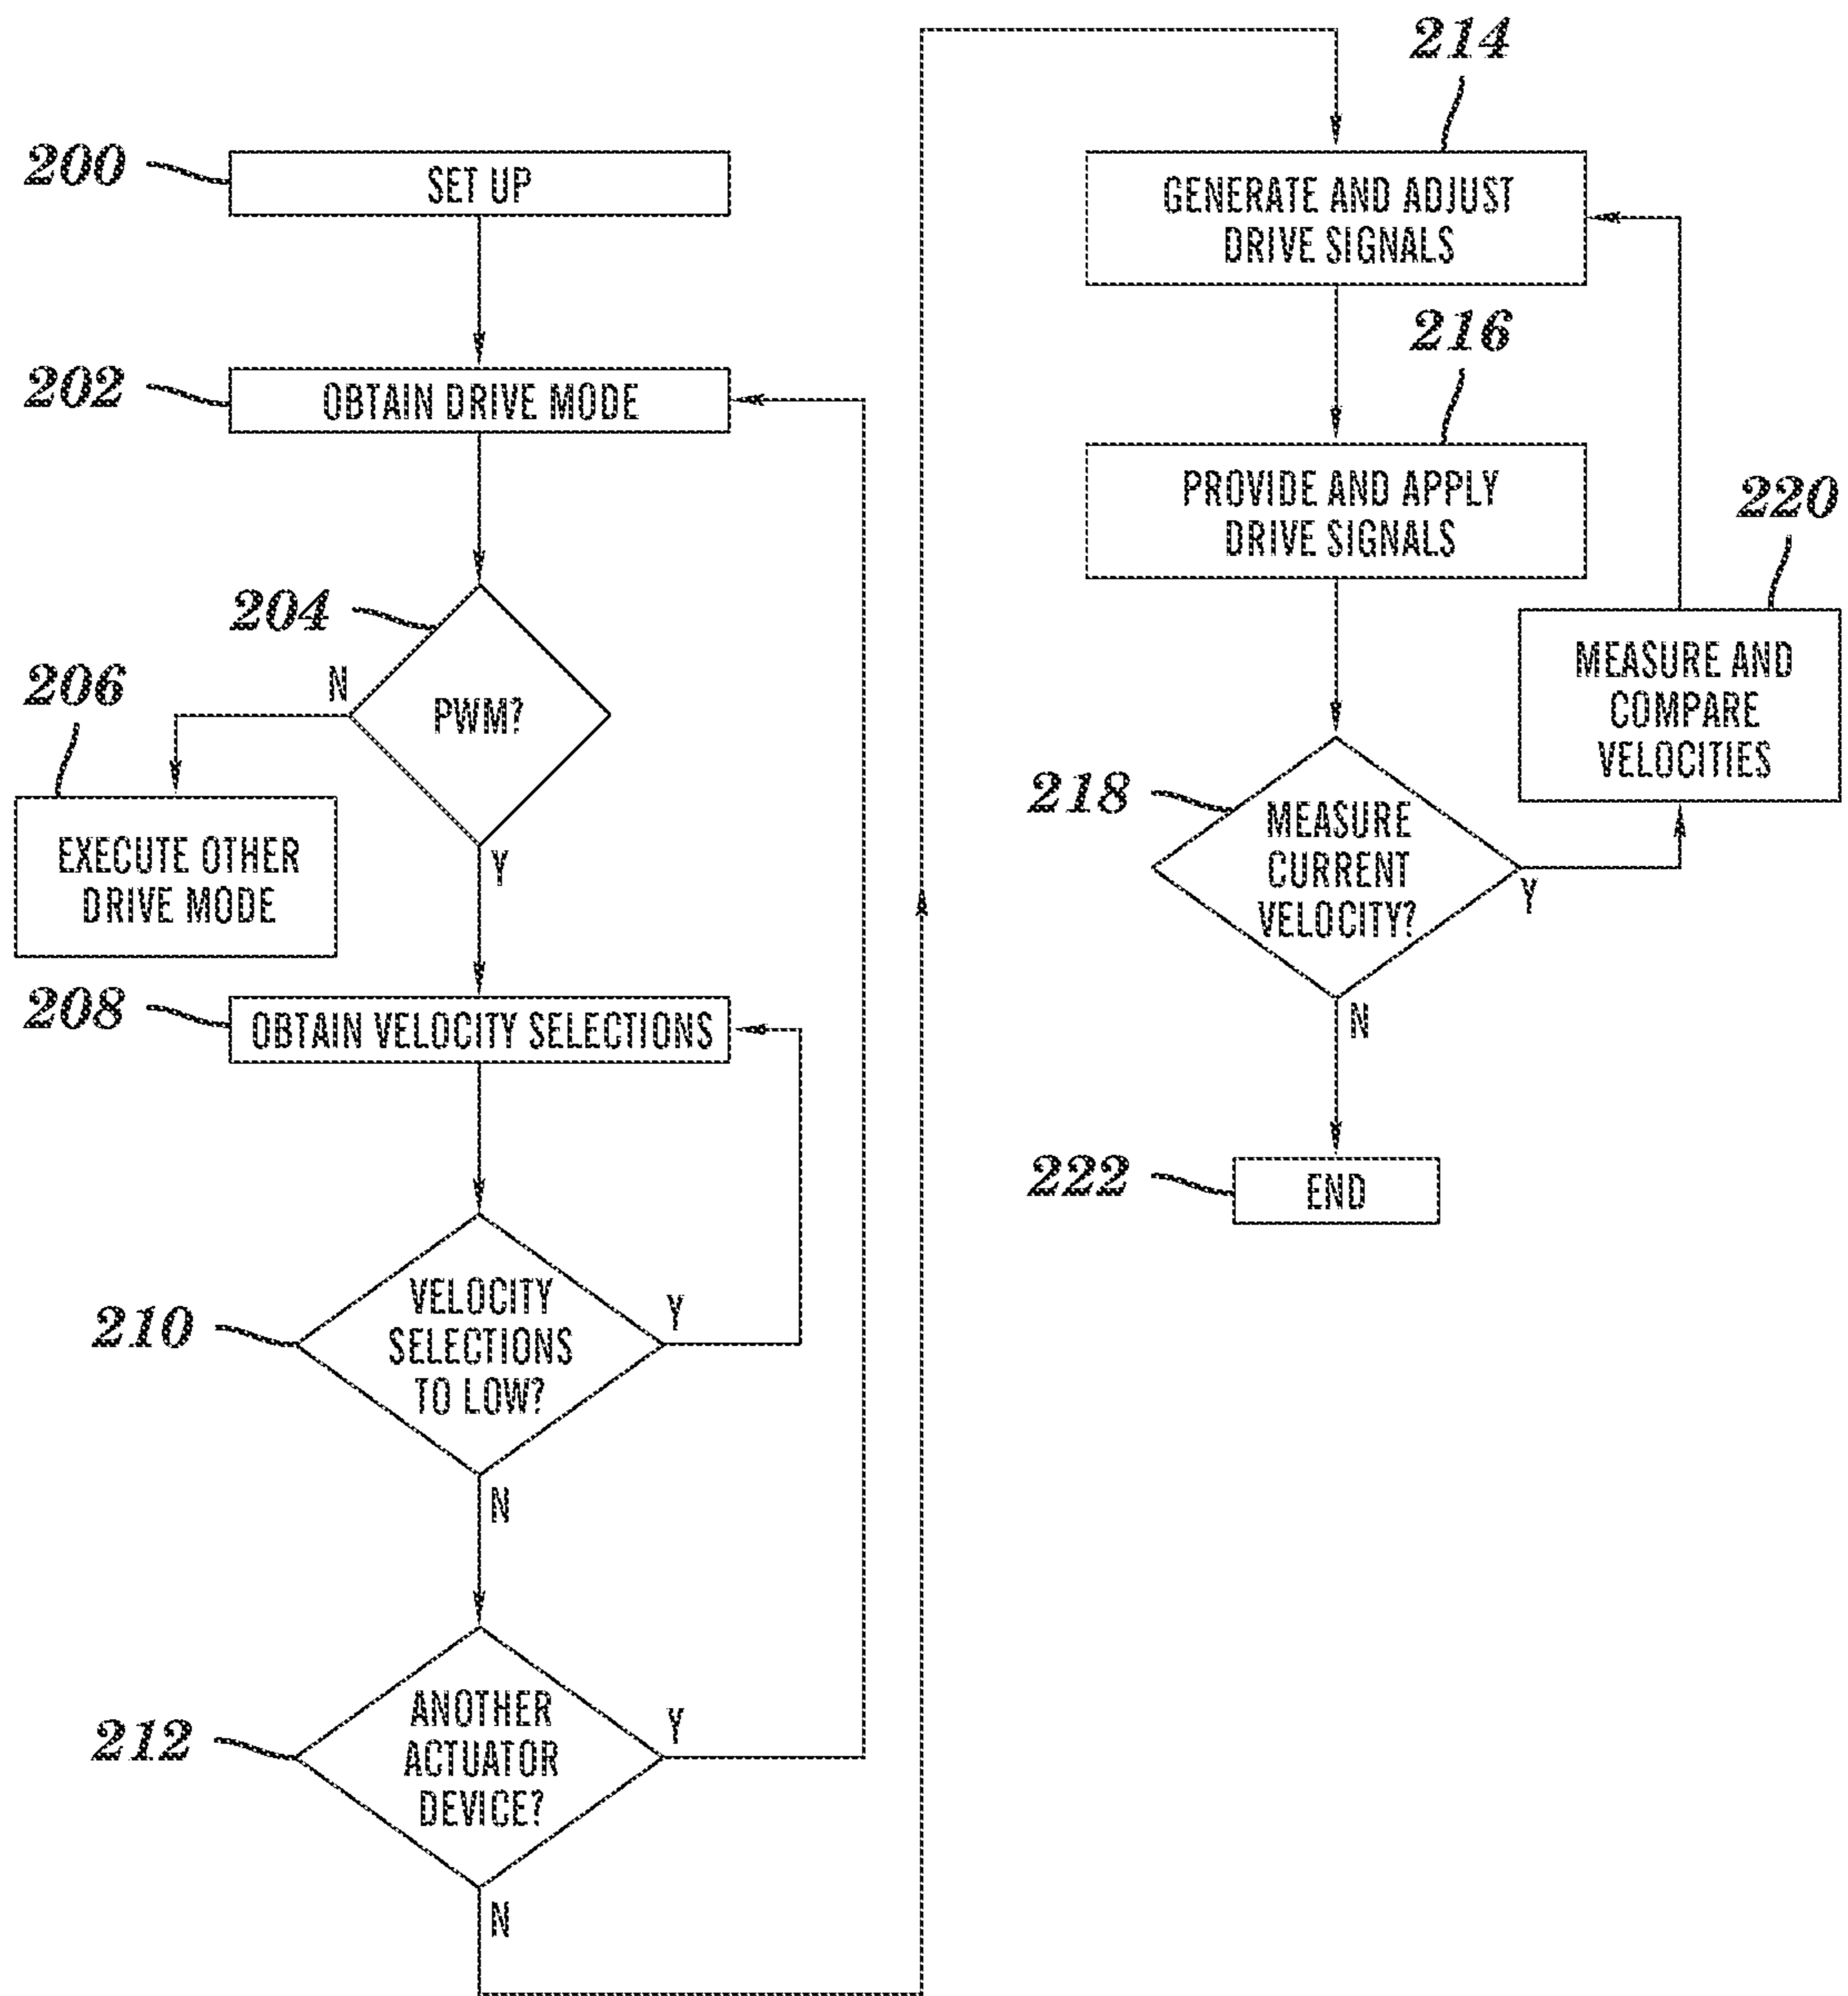 200
SET UP
202
OBTAIN DRIVE MODE
204
PWM?
N
Y
206
EXECUTE OTHER
DRIVE MODE
208
OBTAIN VELOCITY SELECTIONS
210
VELOCITY
SELECTIONS
TO LOW?
Y
N
212
ANOTHER
ACTUATOR
DEVICE?
Y
N
214
GENERATE AND ADJUST
DRIVE SIGNALS
216
PROVIDE AND APPLY
DRIVE SIGNALS
218
MEASURE
CURRENT
VELOCITY?
Y
N
220
MEASURE AND
COMPARE
VELOCITIES
222
END